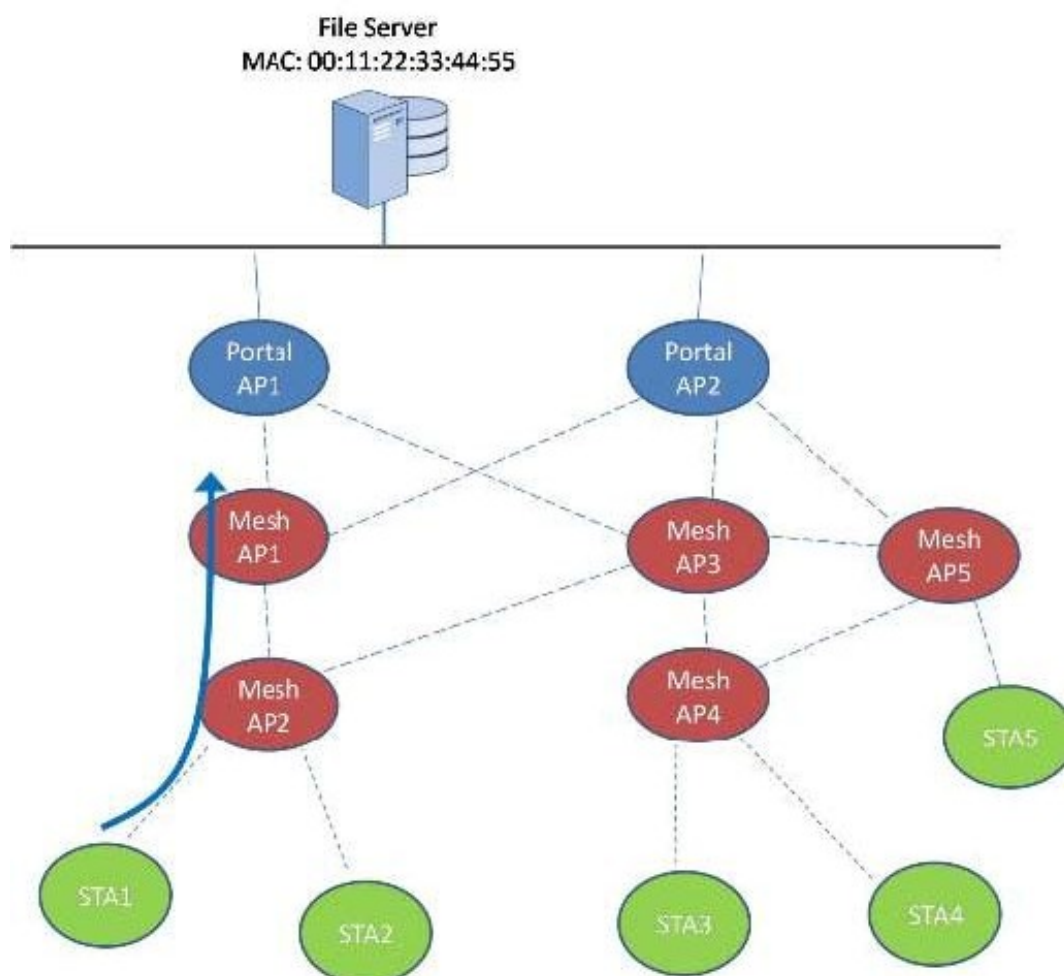 File Server
MAC: 00:11:22:33:44:55
Portal
AP1
Portal
AP2
Mesh
AP1
Mesh
AP3
Mesh
AP5
Mesh
AP2
Mesh
AP4
STA5
STA1
STA2
STA3
STA4